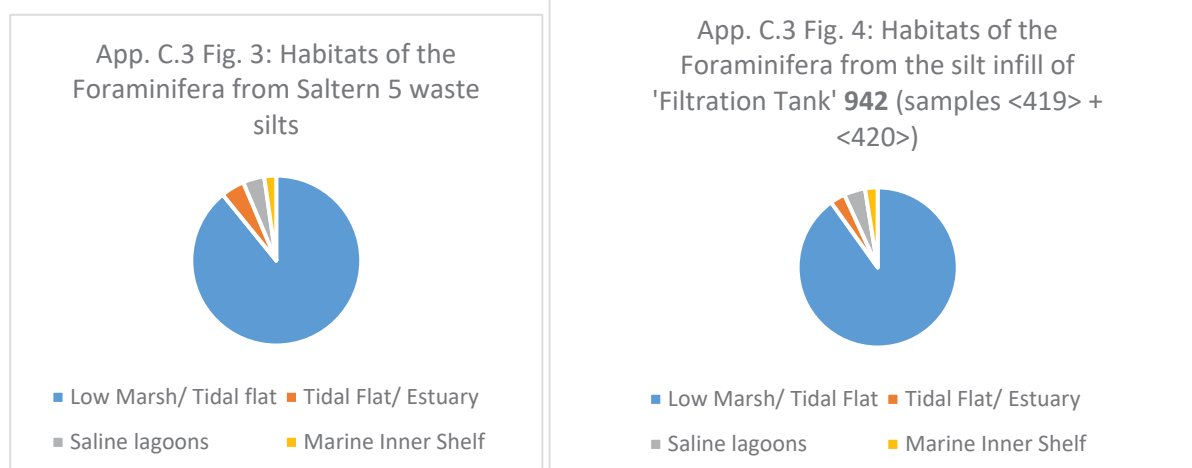 App. C.3 Fig. 3: Habitats of the
Foraminifera from Saltern 5 waste
silts
Low Marsh/ Tidal flat Tidal Flat/ Estuary
Saline lagoons Marine Inner Shelf
App. C.3 Fig. 4: Habitats of the
Foraminifera from the silt infill of
'Filtration Tank' 942 (samples <419> +
<420>)
Low Marsh/ Tidal Flat Tidal Flat/ Estuary
Saline lagoons Marine Inner Shelf